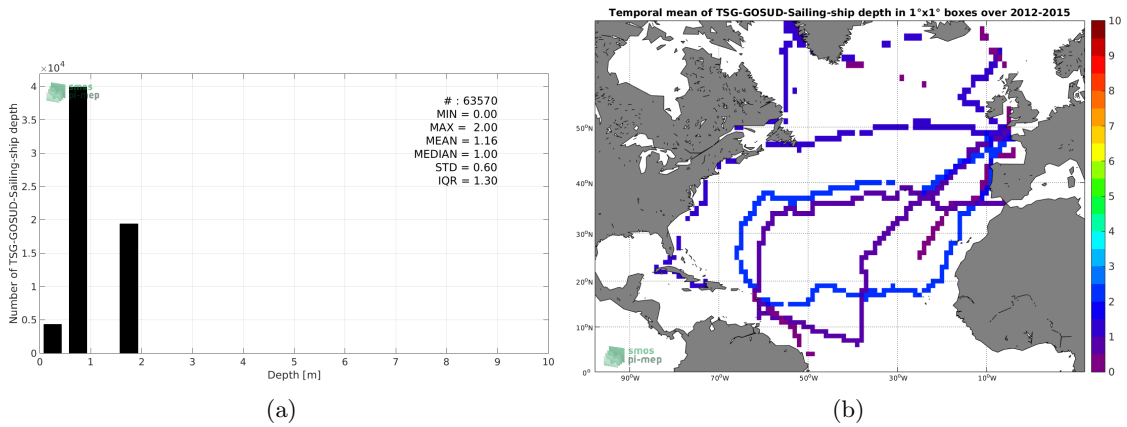 Temporal mean of TSG-GOSUD-Sailing-ship depth in 1°x1° boxes over 2012-2015
×10⁴
smos
pi-mep
# : 63570
MIN = 0.00
MAX = 2.00
MEAN = 1.16
MEDIAN = 1.00
STD = 0.60
IQR = 1.30
Number of TSG-GOSUD-Sailing-ship depth
4
3.5
3
2.5
2
1.5
1
0.5
0
0 1 2 3 4 5 6 7 8 9 10
Depth [m]
(a)
50°N
40°N
30°N
20°N
10°N
0°
90°W 70°W 50°W 30°W 10°W
smos
pi-mep
10
9
8
7
6
5
4
3
2
1
0
(b)